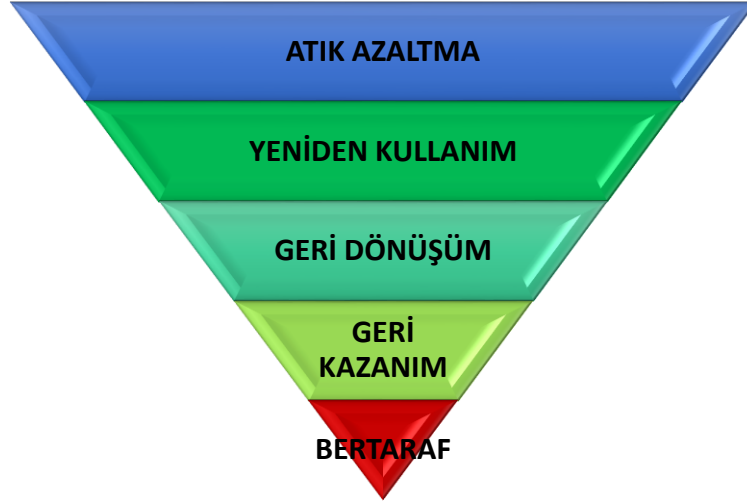 ATIK AZALTMA
YENİDEN KULLANIM
GERİ DÖNÜŞÜM
GERİ
KAZANIM
BERTARAF